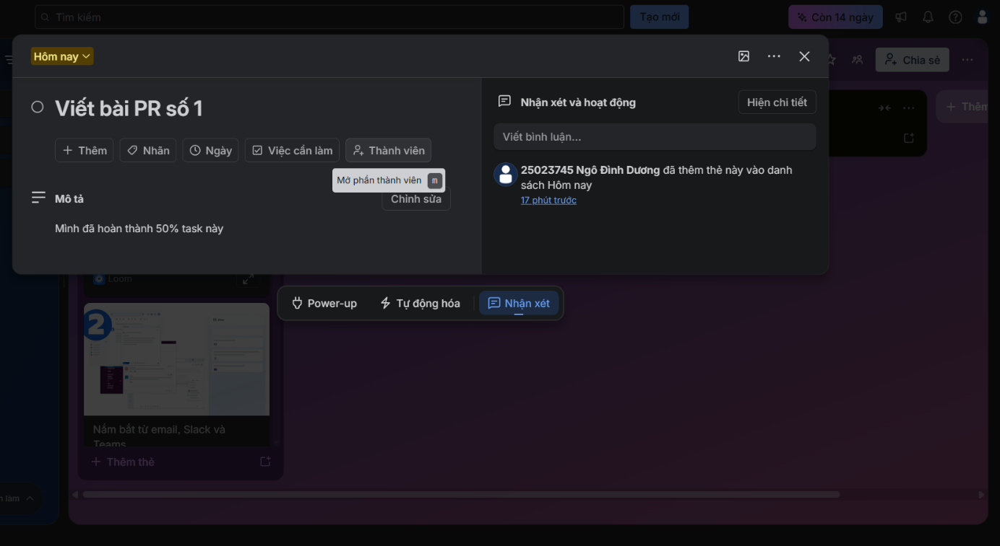 Tìm kiếm
Tạo mới
Còn 14 ngày
Hôm nay
Chia sẻ
Viết bài PR số 1
Nhận xét và hoạt động
Hiện chi tiết
Thêm
Thêm
Nhãn
Ngày
Việc cần làm
Thành viên
Viết bình luận...
Mở phần thành viên m
25023745 Ngô Đình Dương đã thêm thẻ này vào danh
sách Hôm nay
17 phút trước
Mô tả
Chỉnh sửa
Mình đã hoàn thành 50% task này
Loom
Power-up
Tự động hóa
Nhận xét
2
Nắm bắt từ email, Slack và
Teams
Thêm thẻ
làm